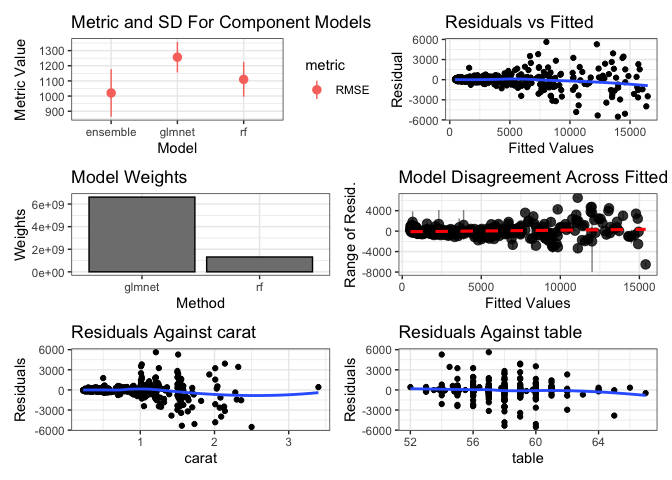 Metric and SD For Component Models
Metric Value
1300
1200
1100
1000
900
ensemble glmnet rf
Model
metric
RMSE
Residuals vs Fitted
Residual
6000
3000
0
-3000
-6000
0 5000 10000 15000
Fitted Values
Model Weights
Weights
6e+09
4e+09
2e+09
0e+00
glmnet rf
Method
Model Disagreement Across Fitted
Range of Resid.
4000
0
-4000
-8000
0 5000 10000 15000
Fitted Values
Residuals Against carat
Residuals
6000
3000
0
-3000
-6000
1 2 3
carat
Residuals Against table
Residuals
6000
3000
0
-3000
-6000
52 56 60 64
table